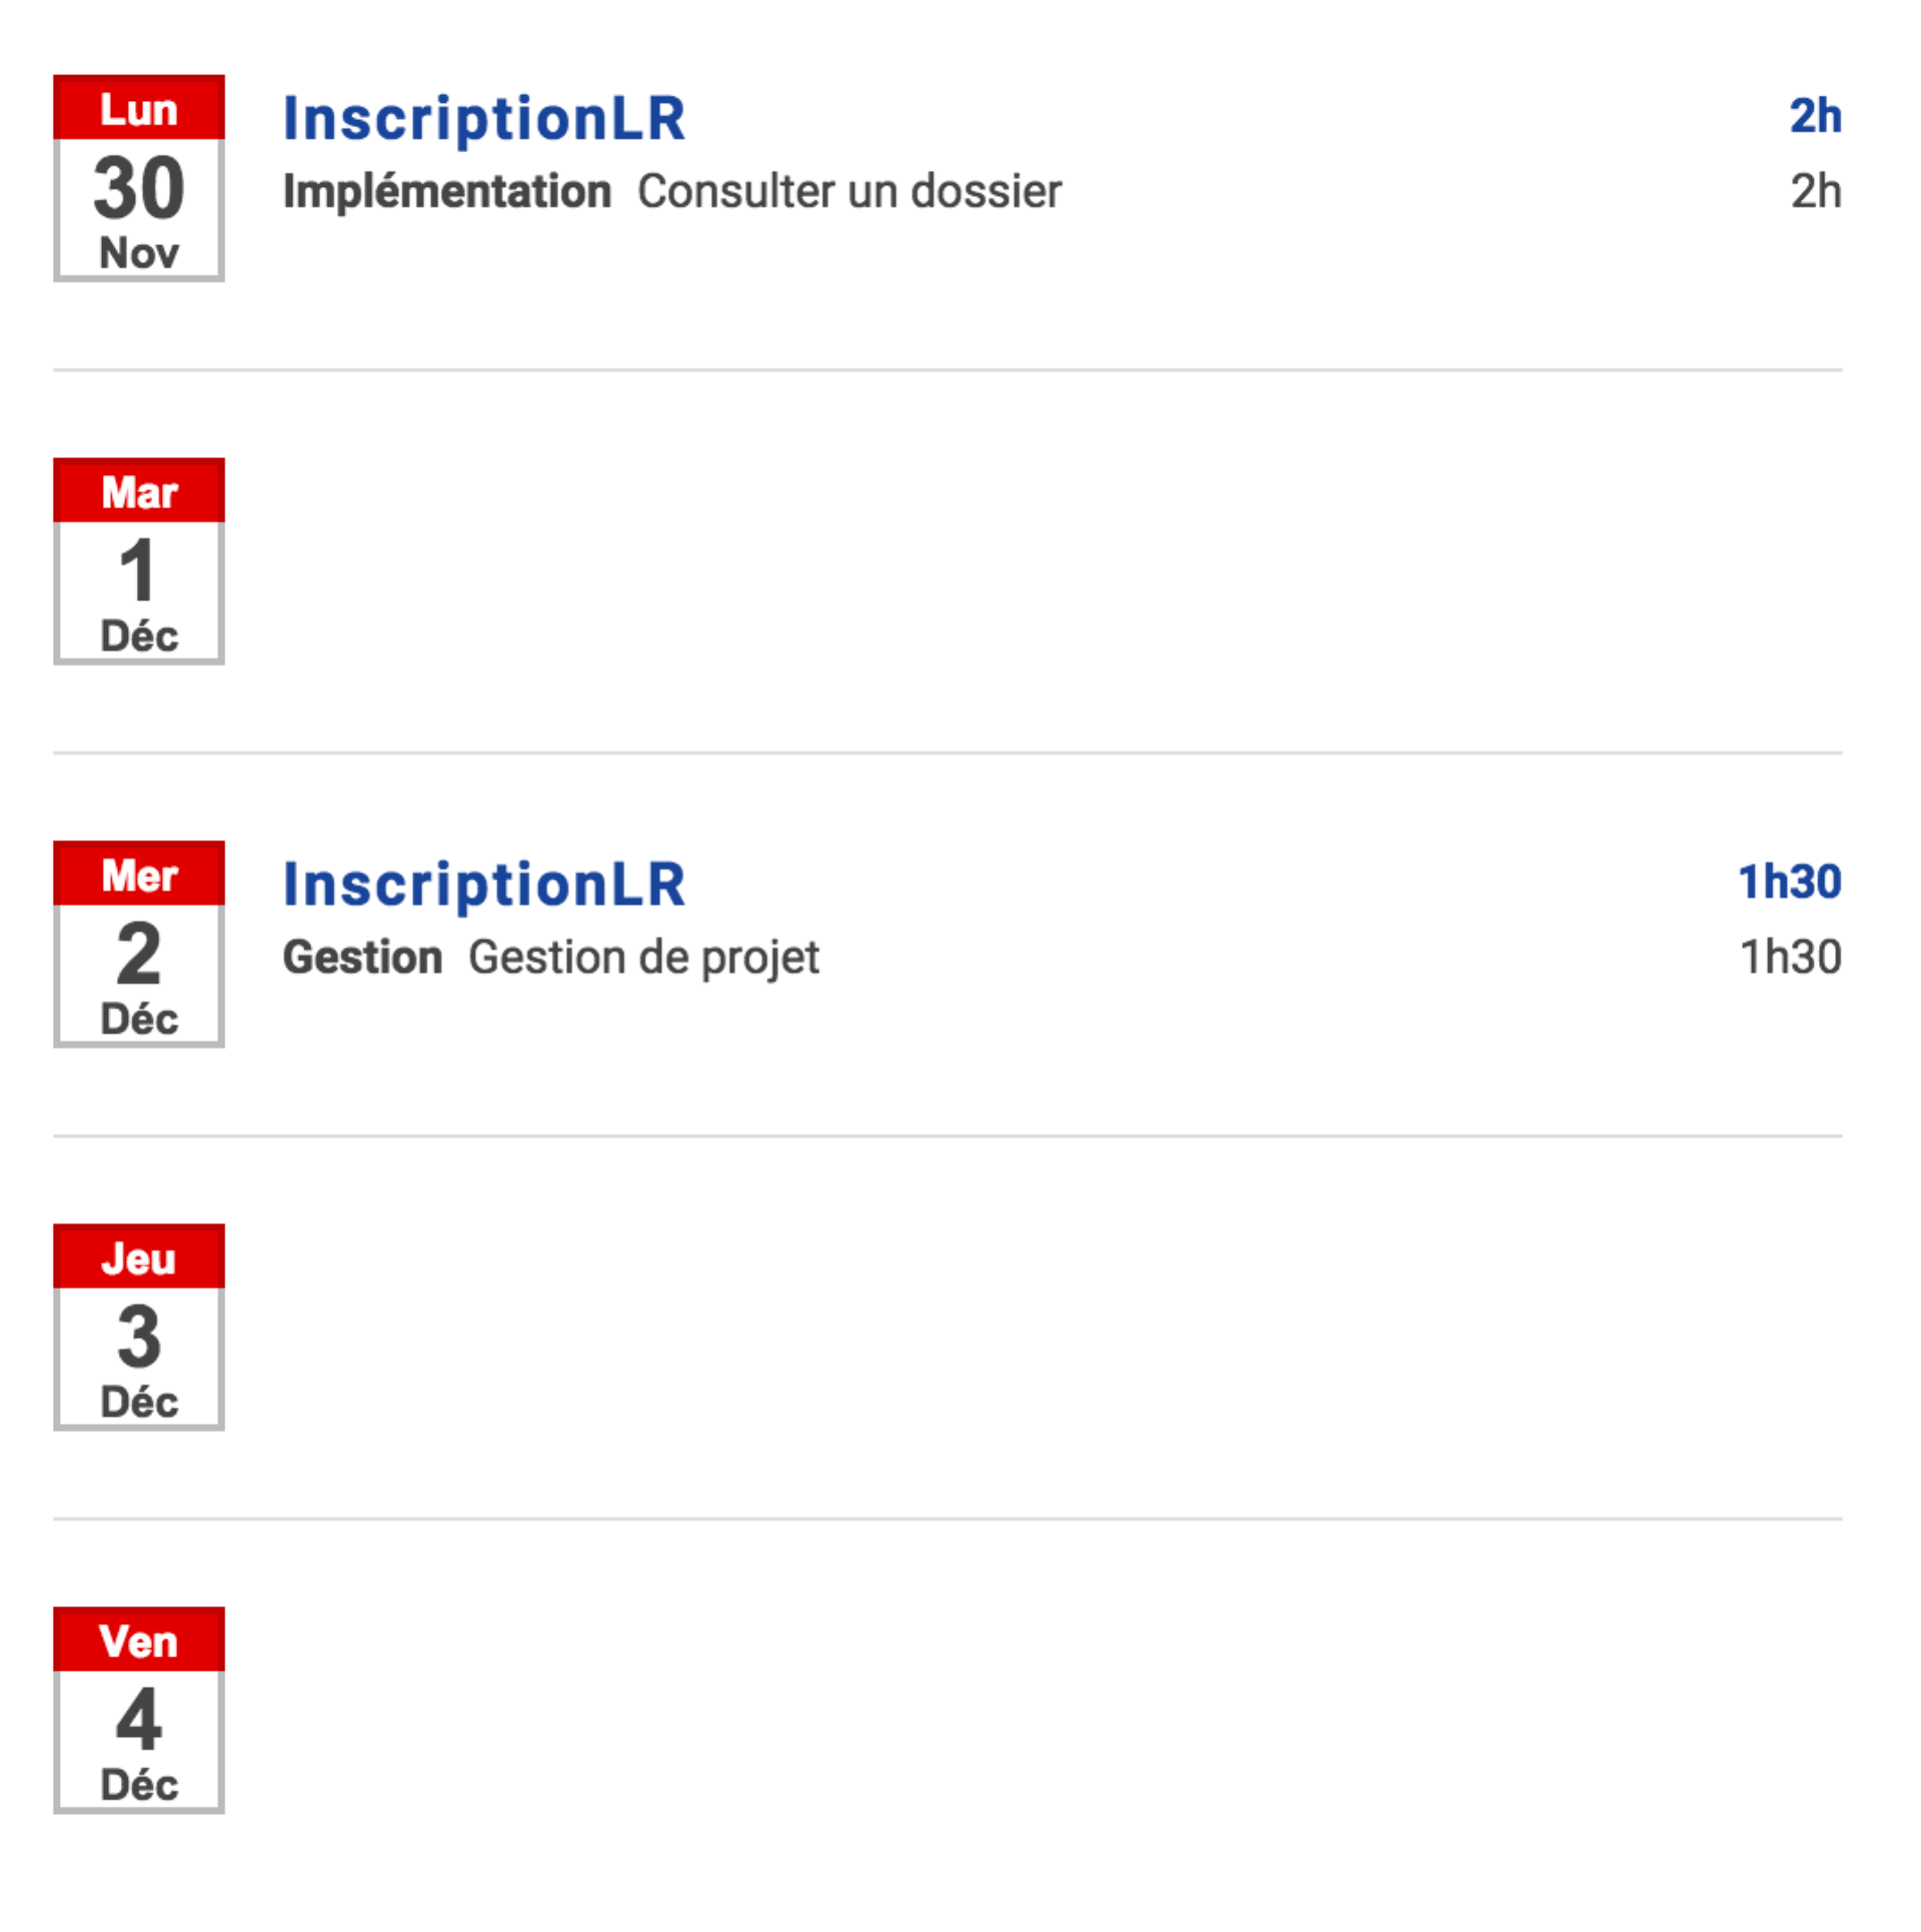 Lun
30
Nov
InscriptionLR 2h
Implémentation Consulter un dossier 2h
Mar
1
Déc
Mer
2
Déc
InscriptionLR 1h30
Gestion Gestion de projet 1h30
Jeu
3
Déc
Ven
4
Déc